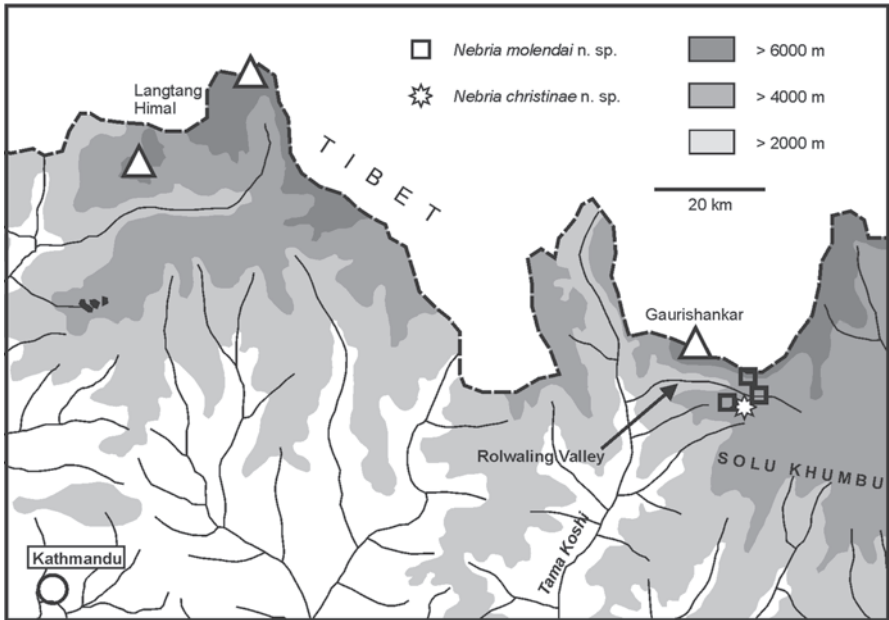 Langtang
Himal
Nebria molendai n. sp.
Nebria christinae n. sp.
> 6000 m
> 4000 m
> 2000 m
20 km
TIBET
Gaurishankar
Rolwaling Valley
SOLU KHUMBU
Tama Koshi
Kathmandu